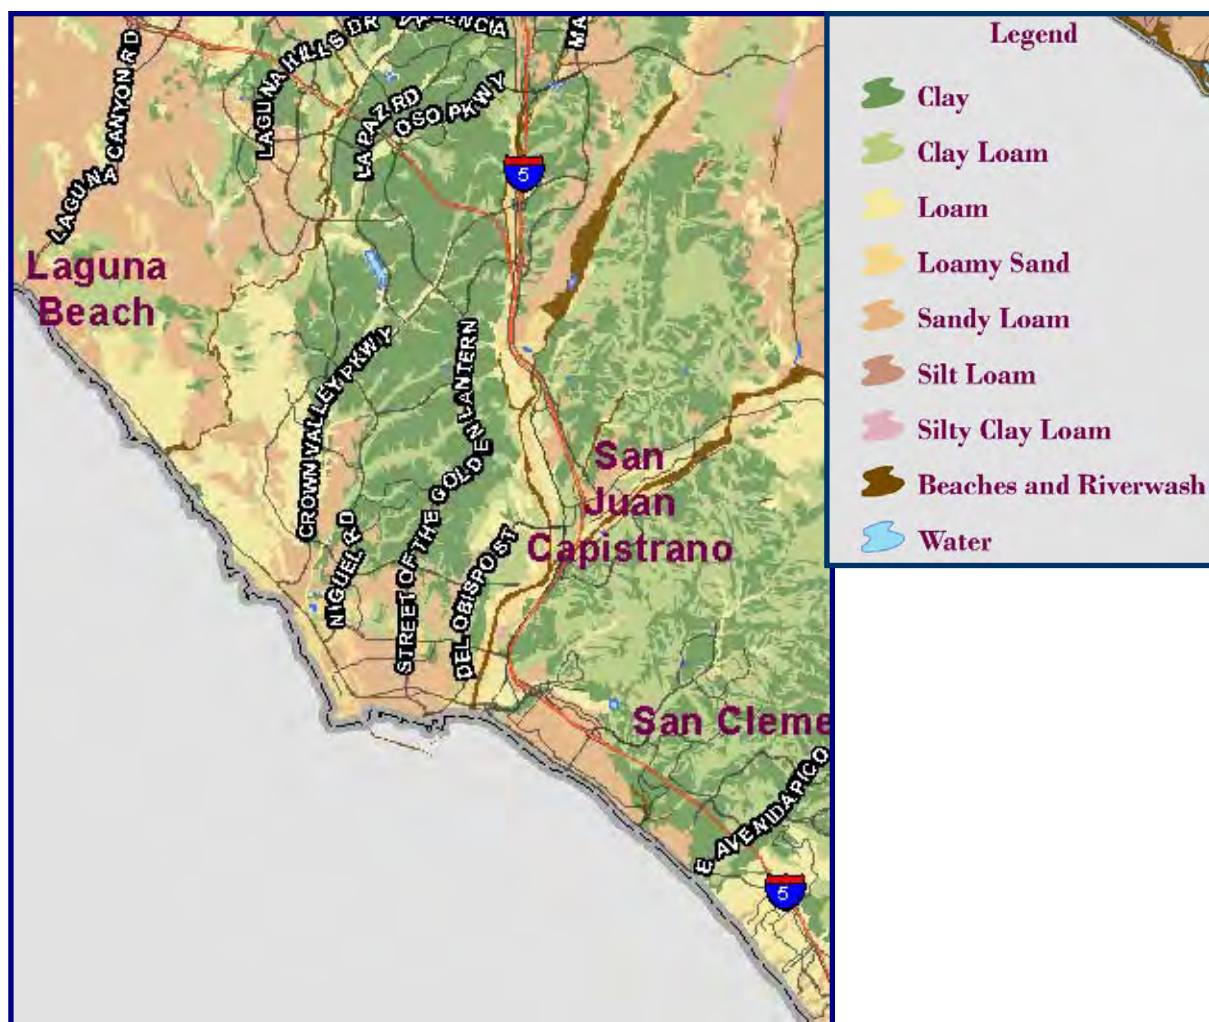 LAGUNA CANYON RD
LAGUNA HILLS DR
VALENCIA
MA
LA PAZ RD
OSO PKWY
5
Laguna
Beach
CROWN VALLEY PKWY
STREET OF THE GOLDEN LANTERN
NIGUEL RD
DEL OBISPO ST
San
Juan
Capistrano
San Cleme
E AVENIDA PICO
5
Legend
Clay
Clay Loam
Loam
Loamy Sand
Sandy Loam
Silt Loam
Silty Clay Loam
Beaches and Riverwash
Water